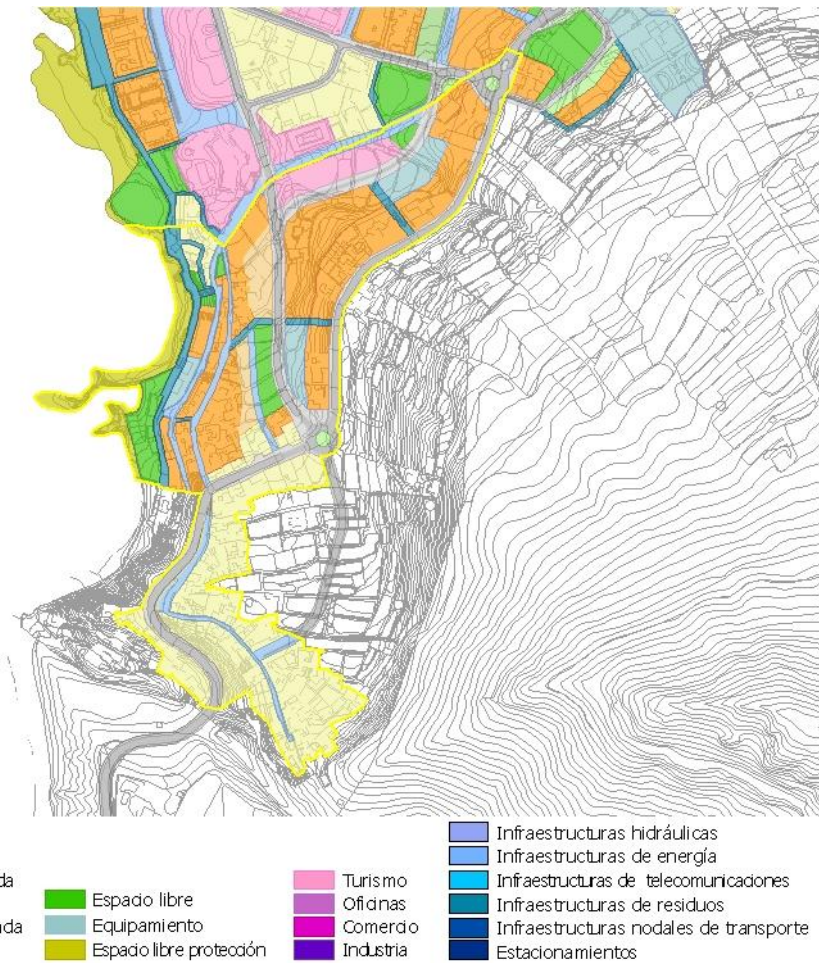 da
nda
Espacio libre
Equipamiento
Espacio libre protección
Turismo
Oficinas
Comercio
Industria
Infraestructuras hidráulicas
Infraestructuras de energía
Infraestructuras de telecomunicaciones
Infraestructuras de residuos
Infraestructuras nodales de transporte
Estacionamientos